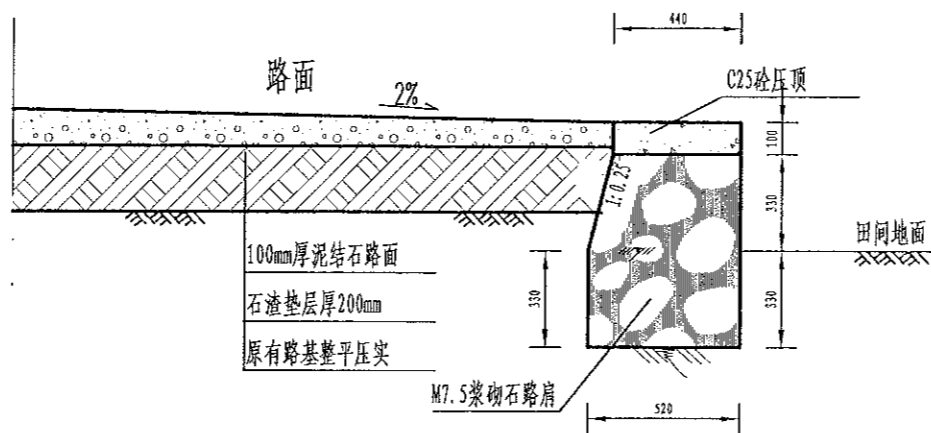 440
路面
2%
C25砼压顶
100
1:0.25
330
田间地面
100mm厚泥结石路面
石渣垫层厚200mm
原有路基整平压实
330
330
M7.5浆砌石路肩
520